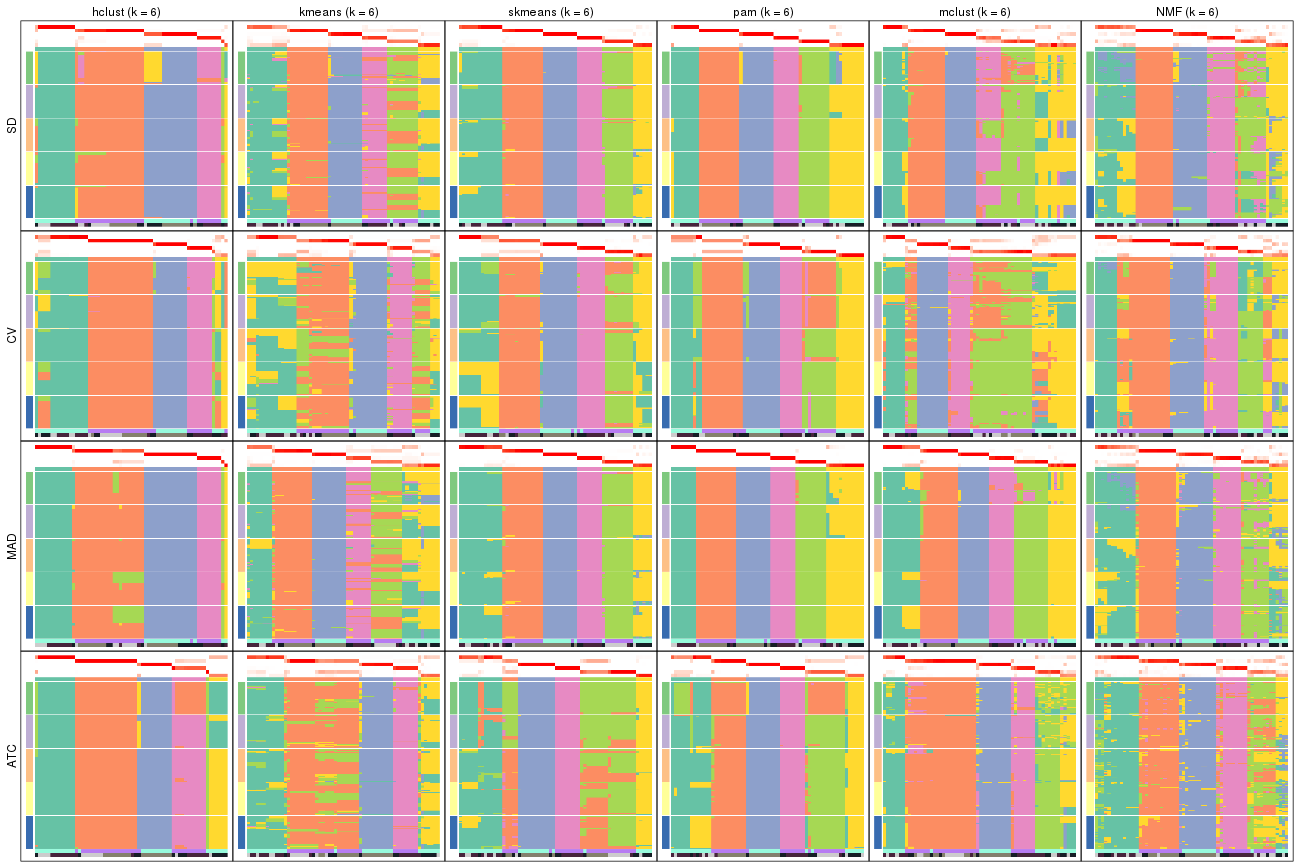 hclust (k = 6) kmeans (k = 6) skmeans (k = 6) pam (k = 6) mclust (k = 6) NMF (k = 6)
SD
CV
MAD
ATC